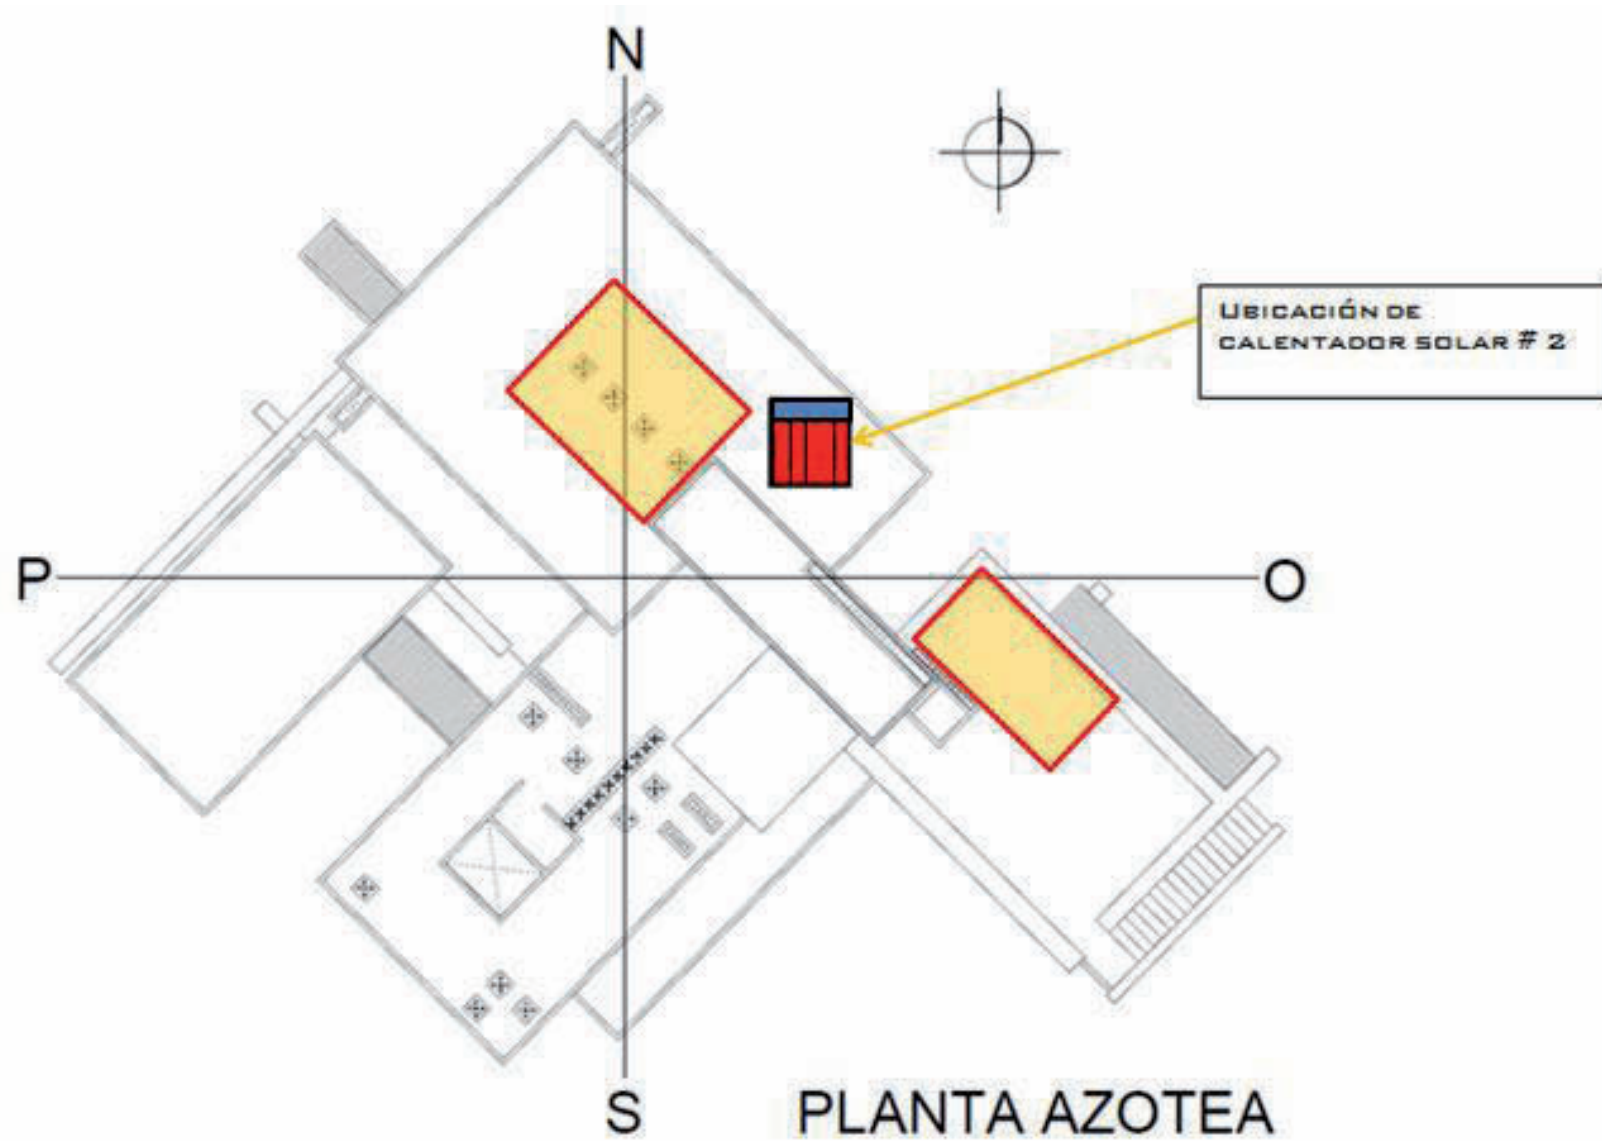 N
UBICACIÓN DE
CALENTADOR SOLAR # 2
P
O
S
PLANTA AZOTEA